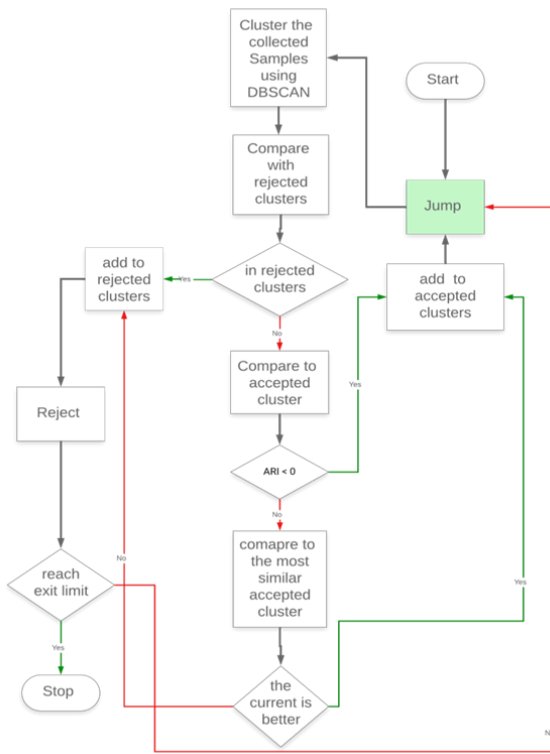 Cluster the
collected
Samples
using
DBSCAN
Start
Compare
with
rejected
clusters
Jump
add to
rejected
clusters
Yes
in rejected
clusters
add to
accepted
clusters
No
Compare to
accepted
cluster
Yes
Reject
ARI < 0
No
comapre to
the most
similar
accepted
cluster
No
reach
exit limit
Yes
Yes
Stop
the
current is
better
N